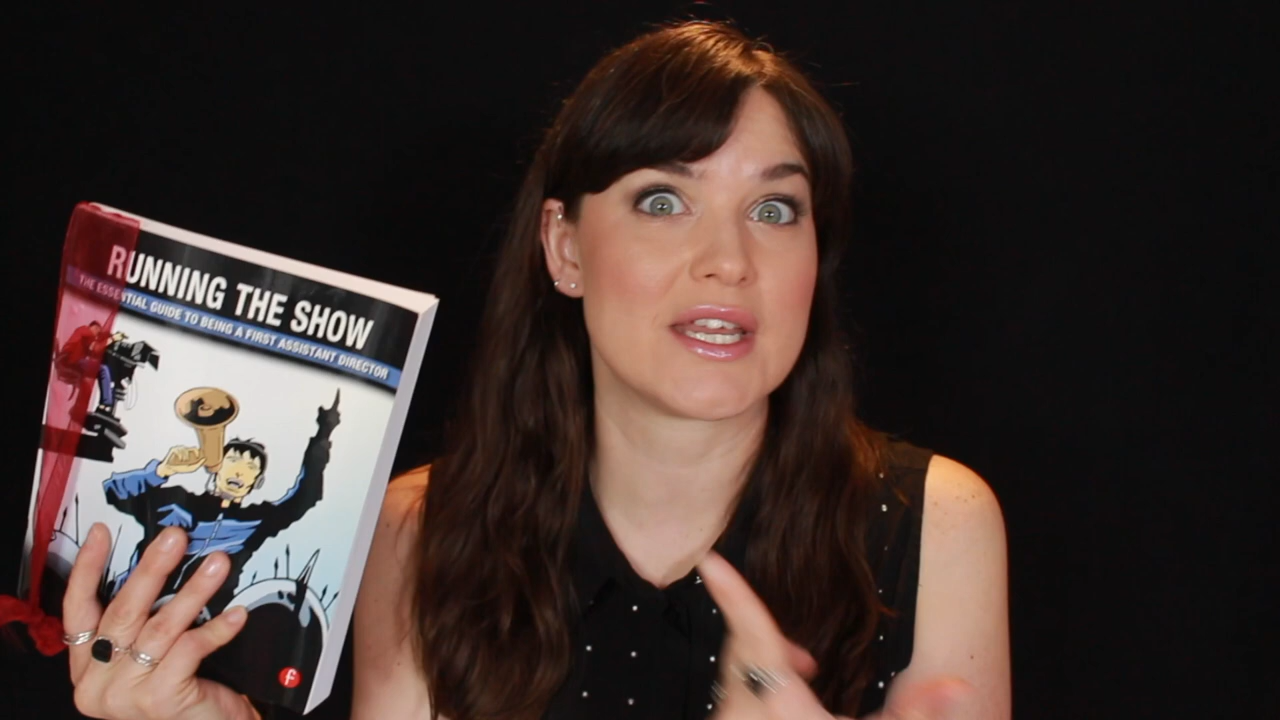 RUNNING THE SHOW
THE ESSENTIAL GUIDE TO BEING A FIRST ASSISTANT DIRECTOR
f